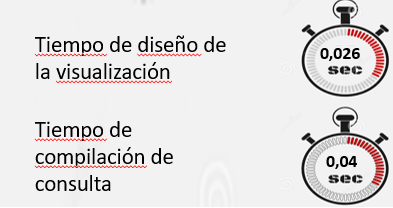 Tiempo de diseño de
la visualización
0,026
sec
Tiempo de
compilación de
consulta
0,04
sec